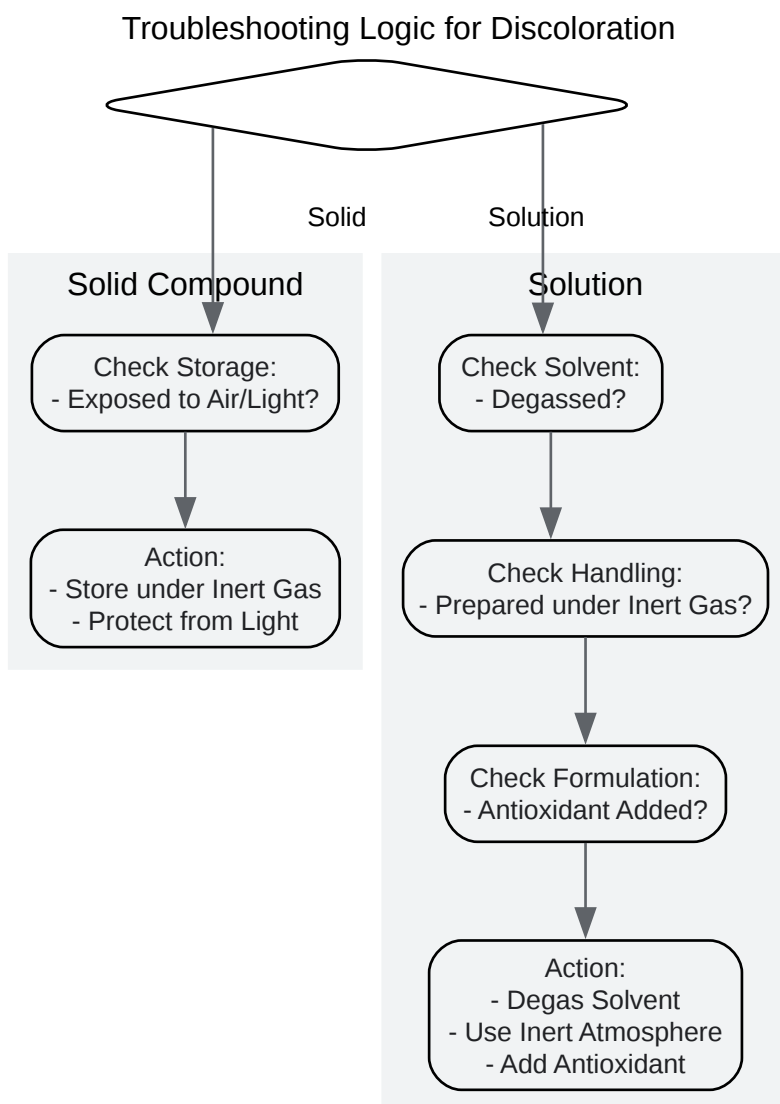 Troubleshooting Logic for Discoloration
Solid
Solution
Solid Compound
Check Storage:
- Exposed to Air/Light?
Action:
- Store under Inert Gas
- Protect from Light
Solution
Check Solvent:
- Degassed?
Check Handling:
- Prepared under Inert Gas?
Check Formulation:
- Antioxidant Added?
Action:
- Degas Solvent
- Use Inert Atmosphere
- Add Antioxidant